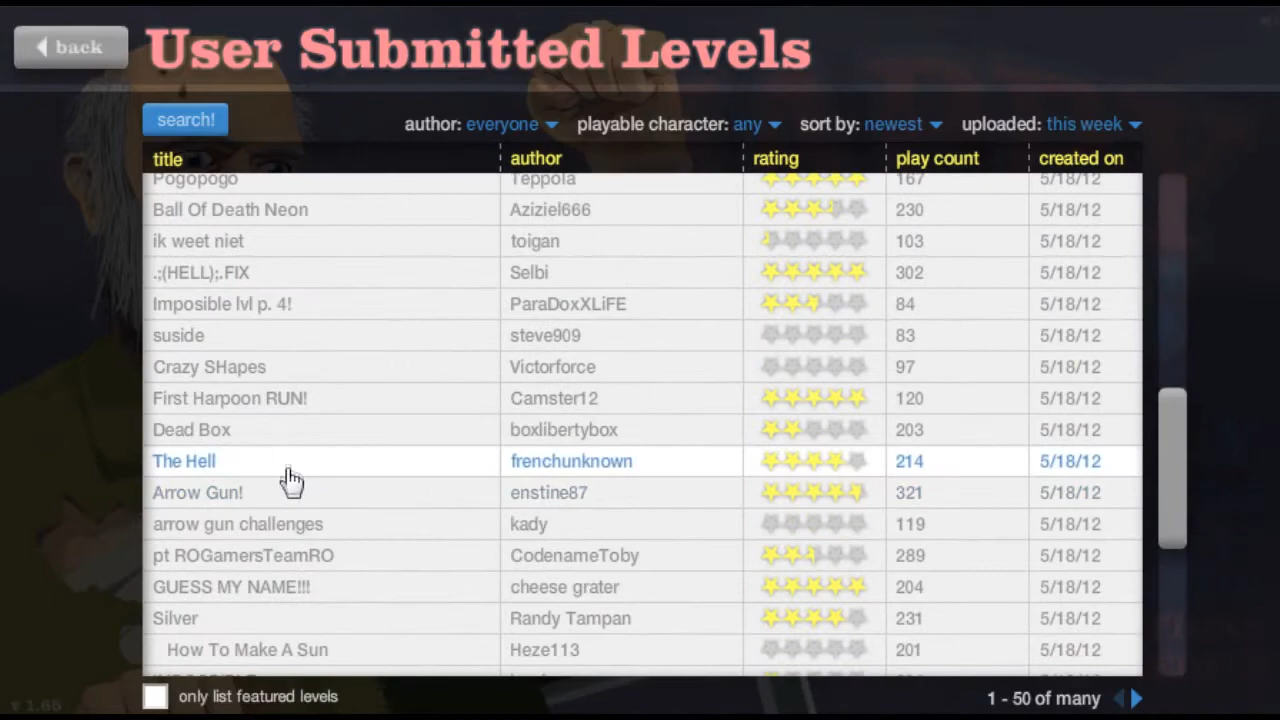 back
User Submitted Levels
search!
author: everyone playable character: any sort by: newest uploaded: this week
title author rating play count created on
Pogopogo Teppola 167 5/18/12
Ball Of Death Neon Aziziel666 230 5/18/12
ik weet niet toigan 103 5/18/12
.;(HELL);.FIX Selbi 302 5/18/12
Imposible lvl p. 4! ParaDoxXLiFE 84 5/18/12
suside steve909 83 5/18/12
Crazy SHapes Victorforce 97 5/18/12
First Harpoon RUN! Camster12 120 5/18/12
Dead Box boxlibertybox 203 5/18/12
The Hell frenchunknown 214 5/18/12
Arrow Gun! enstine87 321 5/18/12
arrow gun challenges kady 119 5/18/12
pt ROGamersTeamRO CodenameToby 289 5/18/12
GUESS MY NAME!!! cheese grater 204 5/18/12
Silver Randy Tampan 231 5/18/12
How To Make A Sun Heze113 201 5/18/12
only list featured levels
1 - 50 of many
v 1.65